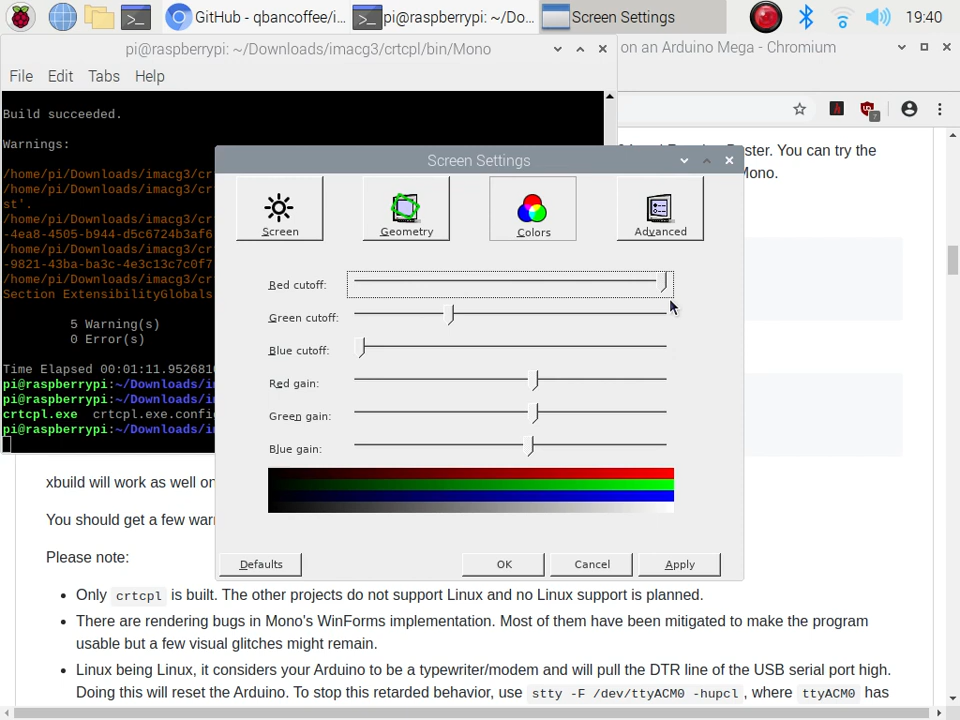 GitHub - qbancoffee/i...
pi@raspberrypi: ~/Do...
Screen Settings
19:40
pi@raspberrypi: ~/Downloads/imacg3/crtcpl/bin/Mono
on an Arduino Mega - Chromium
File Edit Tabs Help
Build succeeded.
Warnings:
/home/pi/Downloads/imacg3/cr
/home/pi/Downloads/imacg3/cr
st'.
/home/pi/Downloads/imacg3/cr
-4ea8-4505-b944-d5c6724b3af6
/home/pi/Downloads/imacg3/cr
-9821-43ba-ba3c-4e3c13c7c0f7
/home/pi/Downloads/imacg3/cr
Section ExtensibilityGlobals
5 Warning(s)
0 Error(s)
Time Elapsed 00:01:11.952681
pi@raspberrypi:~/Downloads/i
pi@raspberrypi:~/Downloads/i
crtcpl.exe crtcpl.exe.confi
pi@raspberrypi:~/Downloads/i
You can try the
Mono.
Screen Settings
Screen
Geometry
Colors
Advanced
Red cutoff:
Green cutoff:
Blue cutoff:
Red gain:
Green gain:
Blue gain:
Defaults
OK
Cancel
Apply
xbuild will work as well on
You should get a few warn
Please note:
• Only crtcpl is built. The other projects do not support Linux and no Linux support is planned.
• There are rendering bugs in Mono's WinForms implementation. Most of them have been mitigated to make the program
usable but a few visual glitches might remain.
• Linux being Linux, it considers your Arduino to be a typewriter/modem and will pull the DTR line of the USB serial port high.
Doing this will reset the Arduino. To stop this retarded behavior, use stty -F /dev/ttyACM0 -hupcl , where ttyACM0 has